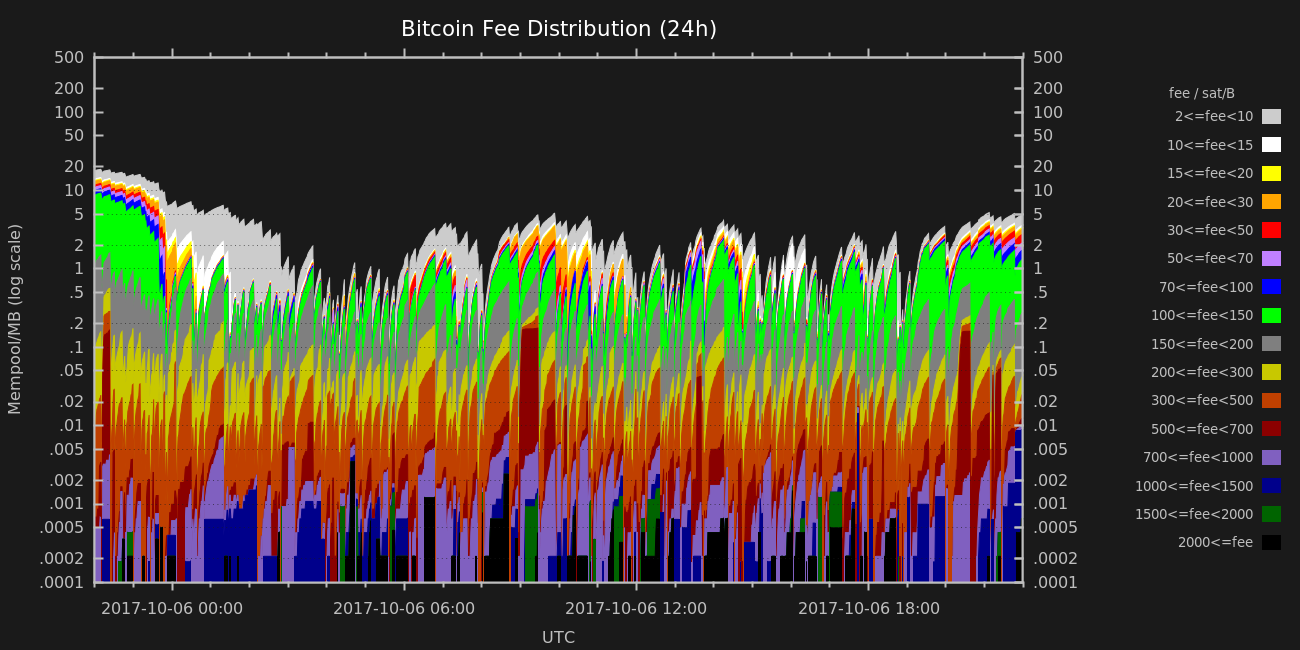 Bitcoin Fee Distribution (24h)
500
200
100
50
20
10
5
2
1
.5
.2
.1
.05
.02
.01
.005
.002
.001
.0005
.0002
.0001
Mempool/MB (log scale)
500
200
100
50
20
10
5
2
1
.5
.2
.1
.05
.02
.01
.005
.002
.001
.0005
.0002
.0001
2017-10-06 00:00
2017-10-06 06:00
2017-10-06 12:00
2017-10-06 18:00
UTC
fee / sat/B
2<=fee<10
10<=fee<15
15<=fee<20
20<=fee<30
30<=fee<50
50<=fee<70
70<=fee<100
100<=fee<150
150<=fee<200
200<=fee<300
300<=fee<500
500<=fee<700
700<=fee<1000
1000<=fee<1500
1500<=fee<2000
2000<=fee